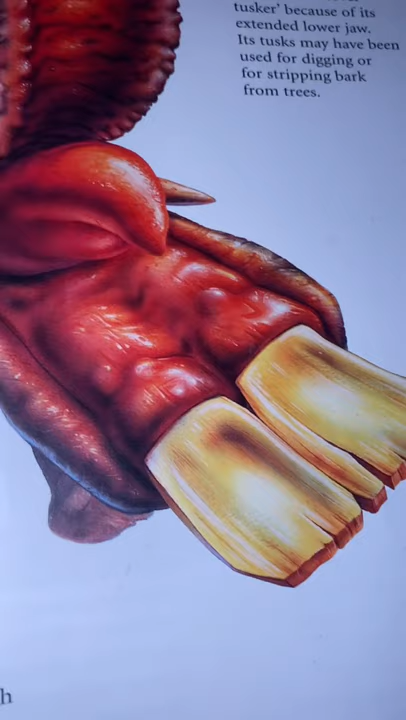 tusker' because of its
extended lower jaw.
Its tusks may have been
used for digging or
for stripping bark
from trees.
h